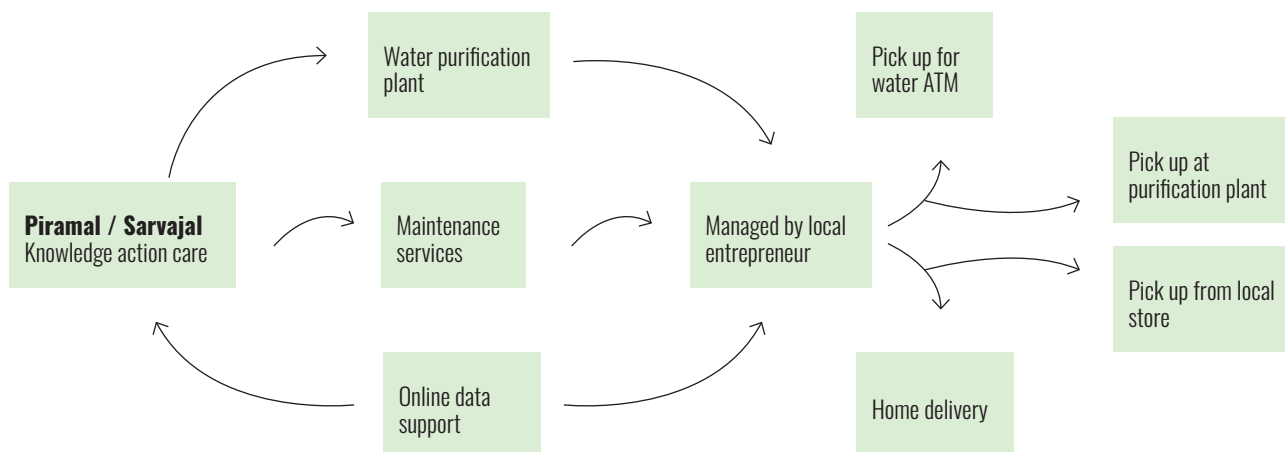 Water purification
plant
Pick up for
water ATM
Pick up at
purification plant
Piramal / Sarvajal
Knowledge action care
Maintenance
services
Managed by local
entrepreneur
Pick up from local
store
Online data
support
Home delivery